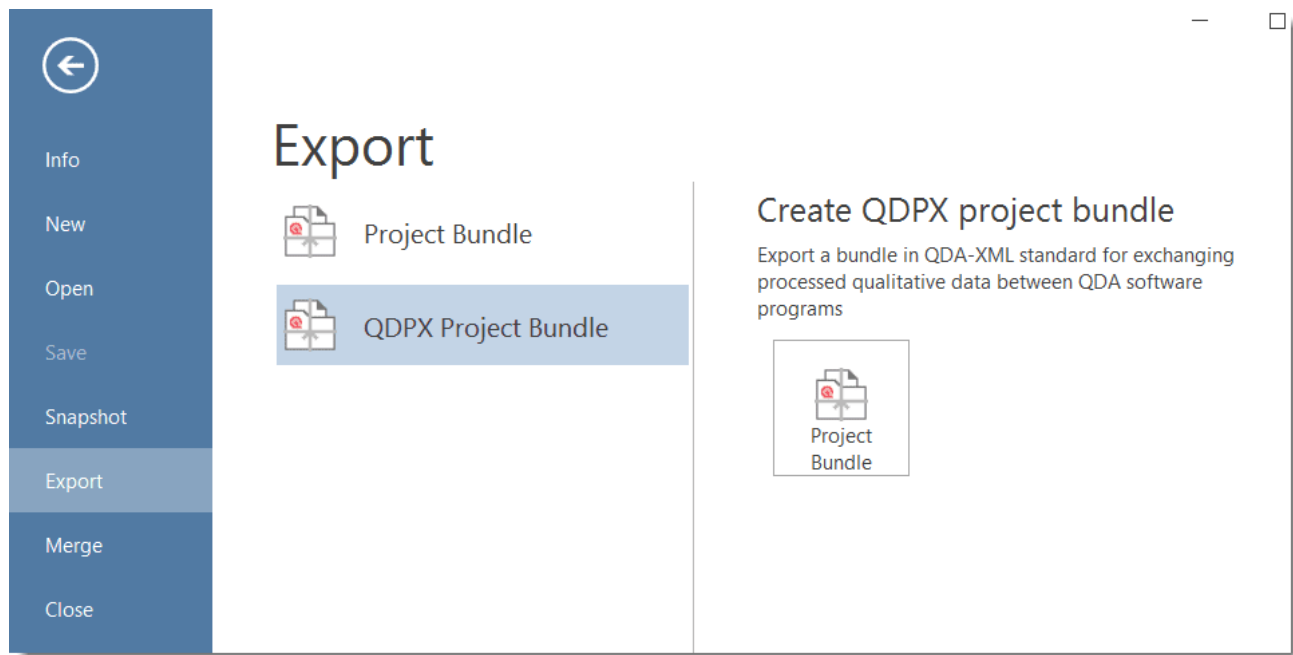 Info
New
Open
Save
Snapshot
Export
Merge
Close
Export
Project Bundle
QDPX Project Bundle
Create QDPX project bundle
Export a bundle in QDA-XML standard for exchanging
processed qualitative data between QDA software
programs
Project
Bundle